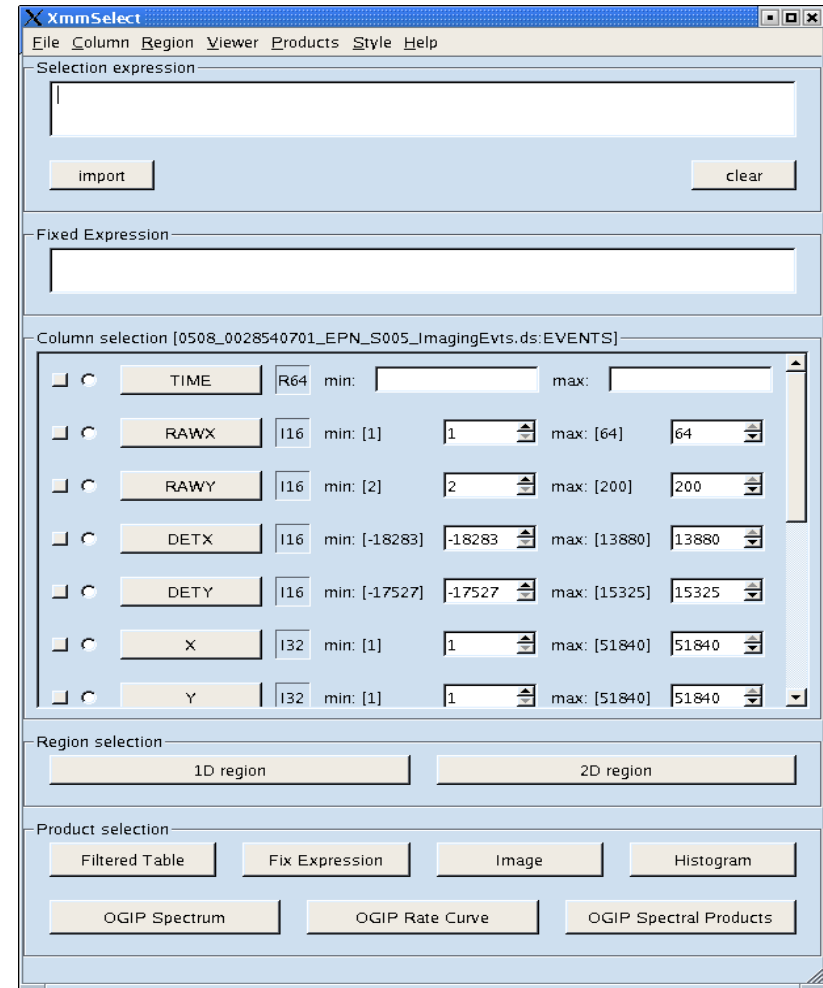 XmmSelect
File Column Region Viewer Products Style Help
Selection expression
import clear
Fixed Expression
Column selection [0508_0028540701_EPN_S005_ImagingEvts.ds:EVENTS]
TIME R64 min: max:
RAWX I16 min: [1] 1 max: [64] 64
RAWY I16 min: [2] 2 max: [200] 200
DETX I16 min: [-18283] -18283 max: [13880] 13880
DETY I16 min: [-17527] -17527 max: [15325] 15325
X I32 min: [1] 1 max: [51840] 51840
Y I32 min: [1] 1 max: [51840] 51840
Region selection
1D region 2D region
Product selection
Filtered Table Fix Expression Image Histogram
OGIP Spectrum OGIP Rate Curve OGIP Spectral Products